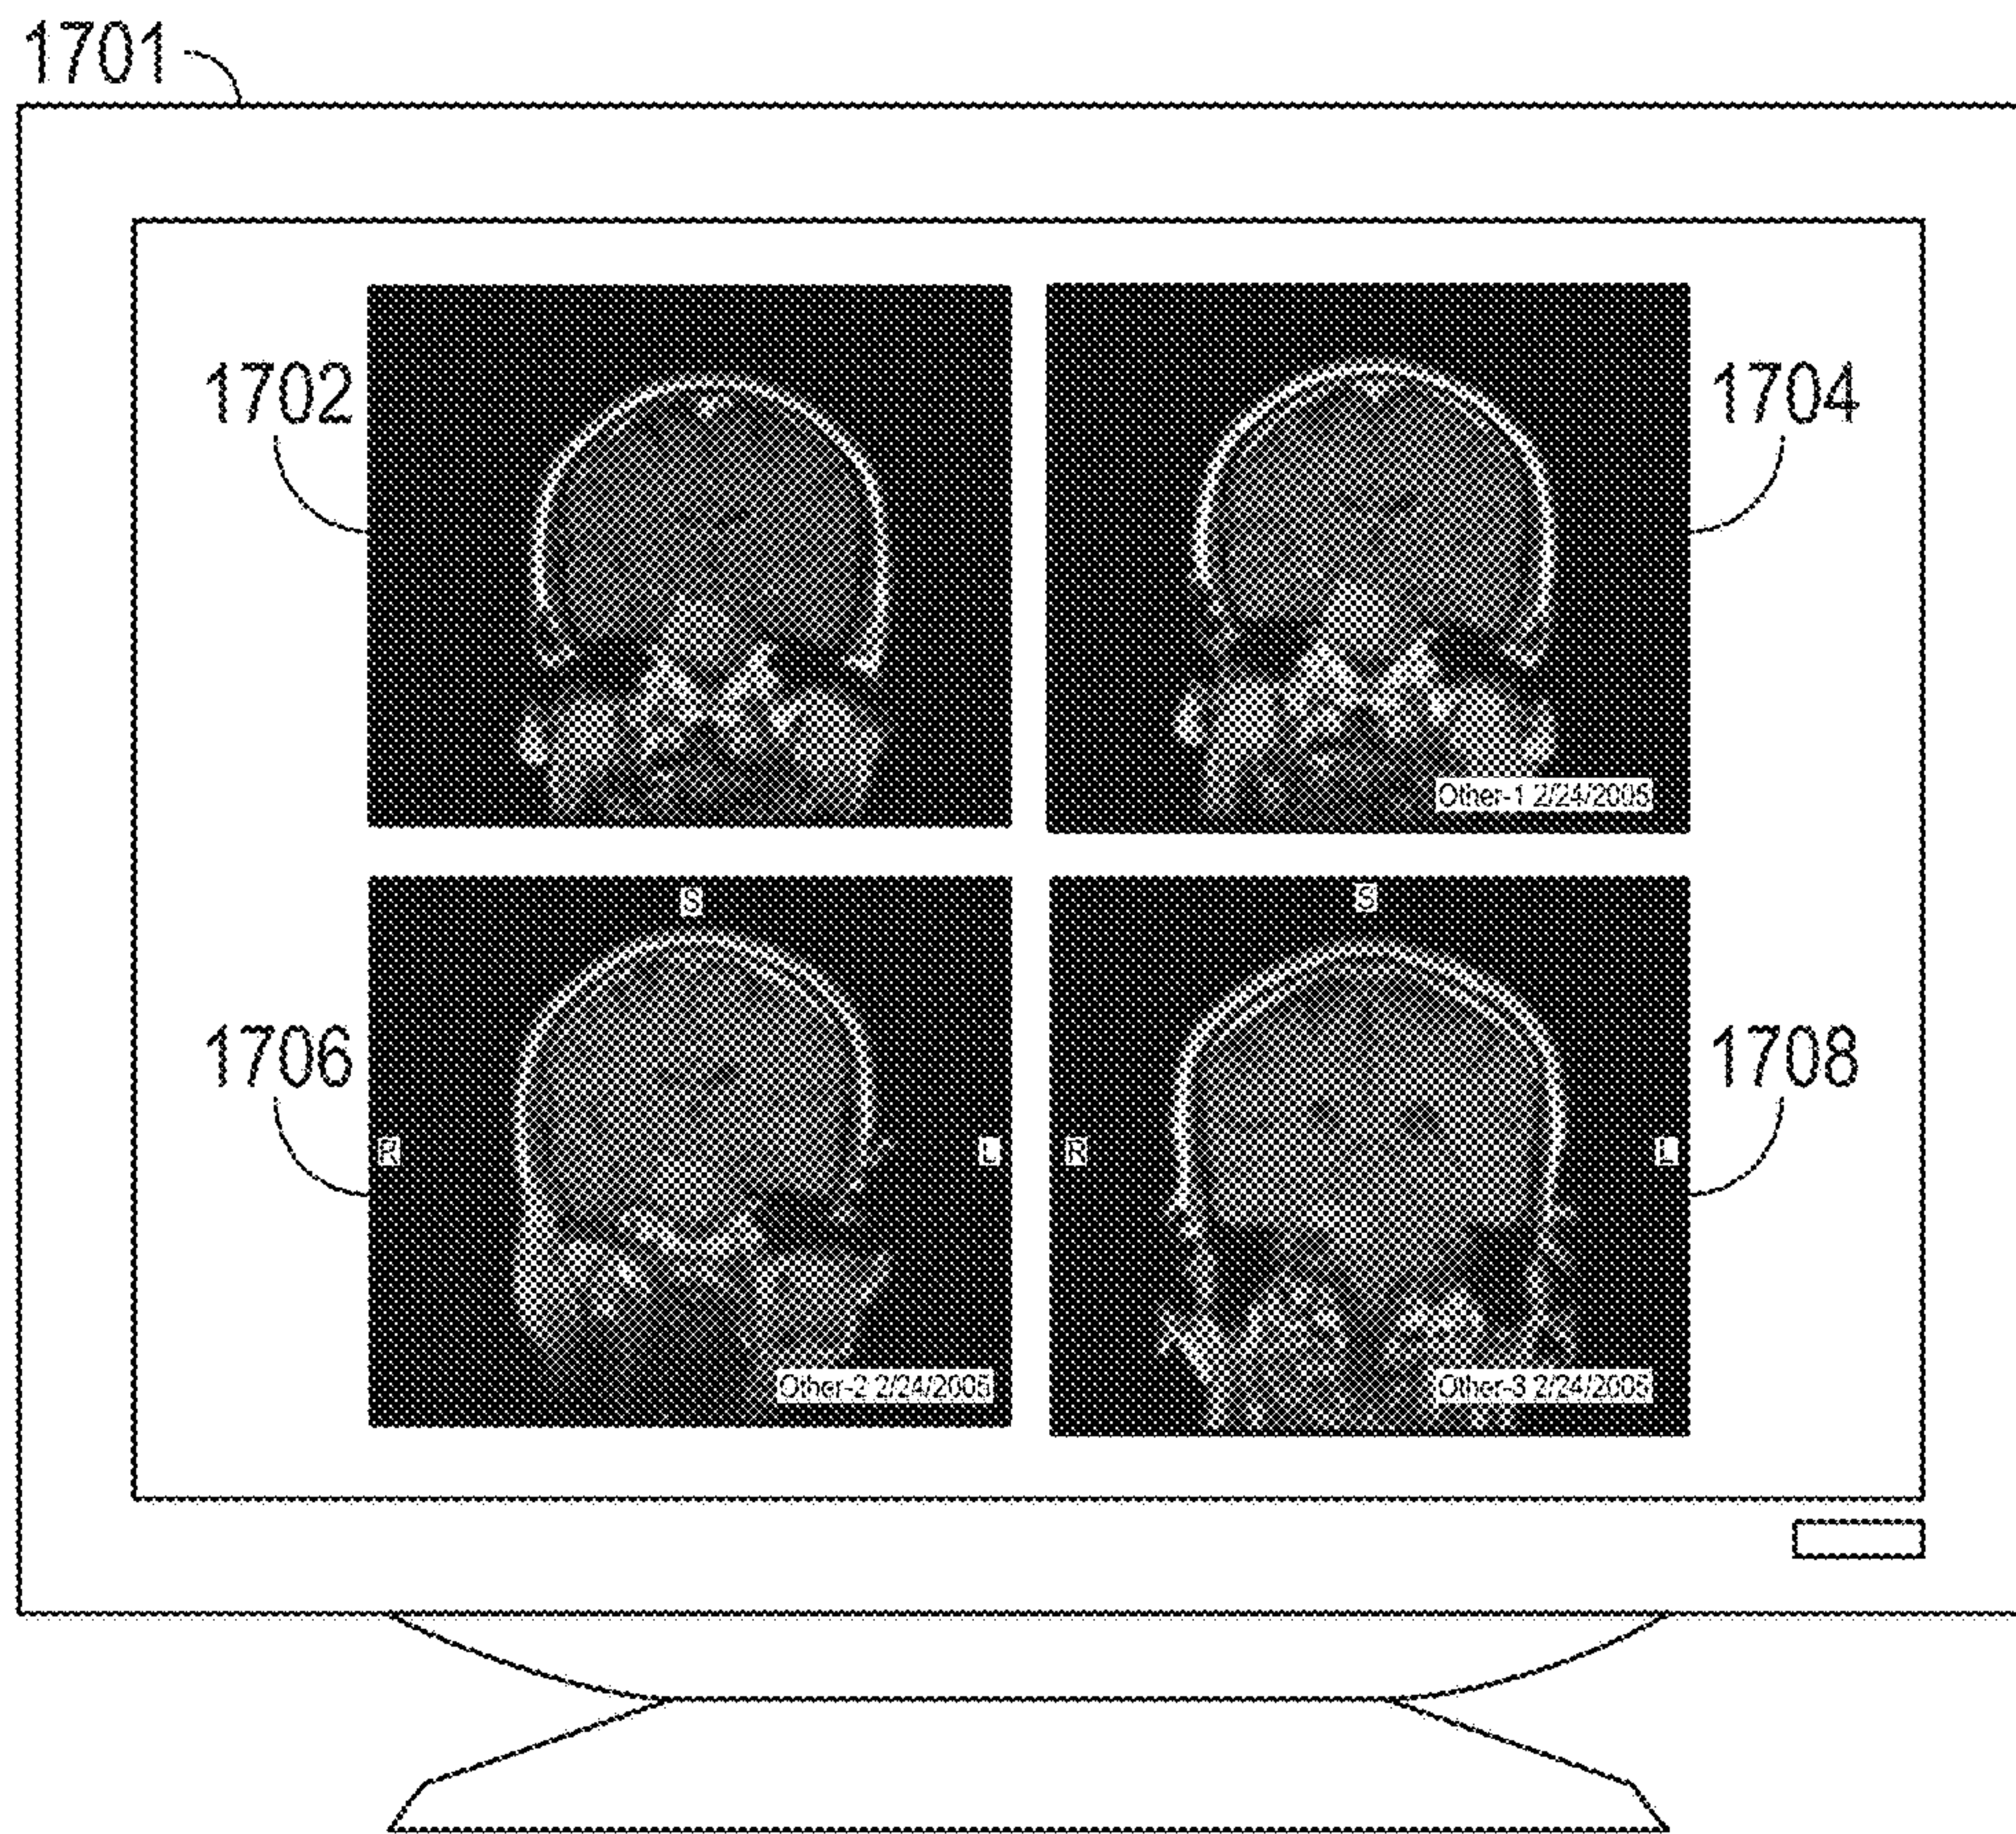 1701
1702
1704
Other-1 2/24/2005
S
S
1706
1708
R
L
R
L
Other-2 2/24/2005
Other-3 2/24/2005